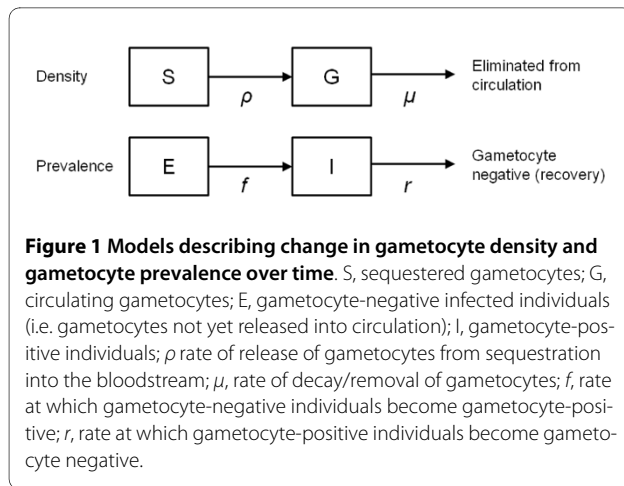 Density
S
ρ
G
μ
Eliminated from
circulation
Prevalence
E
f
I
r
Gametocyte
negative (recovery)
Figure 1 Models describing change in gametocyte density and
gametocyte prevalence over time. S, sequestered gametocytes; G,
circulating gametocytes; E, gametocyte-negative infected individuals
(i.e. gametocytes not yet released into circulation); I, gametocyte-pos-
itive individuals; ρ rate of release of gametocytes from sequestration
into the bloodstream; μ, rate of decay/removal of gametocytes; f, rate
at which gametocyte-negative individuals become gametocyte-posi-
tive; r, rate at which gametocyte-positive individuals become gameto-
cyte negative.